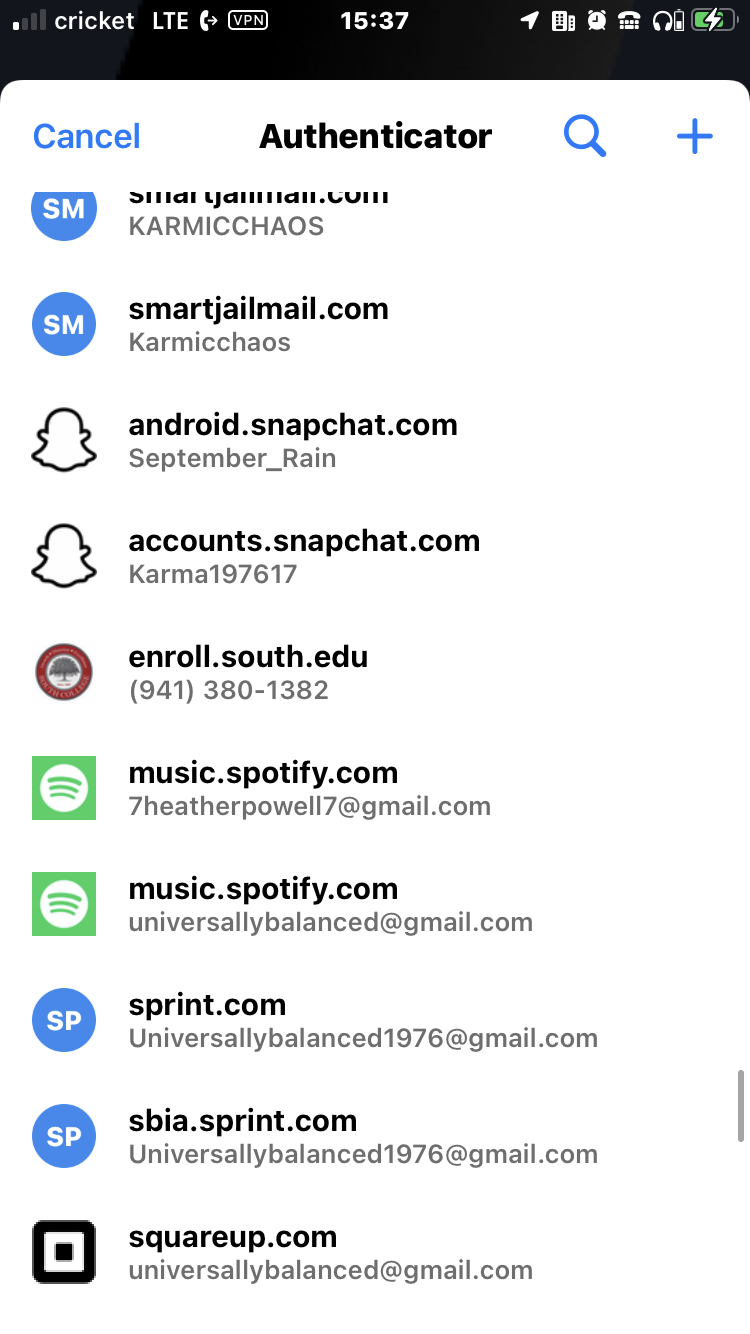 cricket LTE VPN 15:37
Cancel Authenticator
SM smartjailmail.com
KARMICCHAOS
SM smartjailmail.com
Karmicchaos
android.snapchat.com
September_Rain
accounts.snapchat.com
Karma197617
enroll.south.edu
(941) 380-1382
music.spotify.com
7heatherpowell7@gmail.com
music.spotify.com
universallybalanced@gmail.com
SP sprint.com
Universallybalanced1976@gmail.com
SP sbia.sprint.com
Universallybalanced1976@gmail.com
squareup.com
universallybalanced@gmail.com